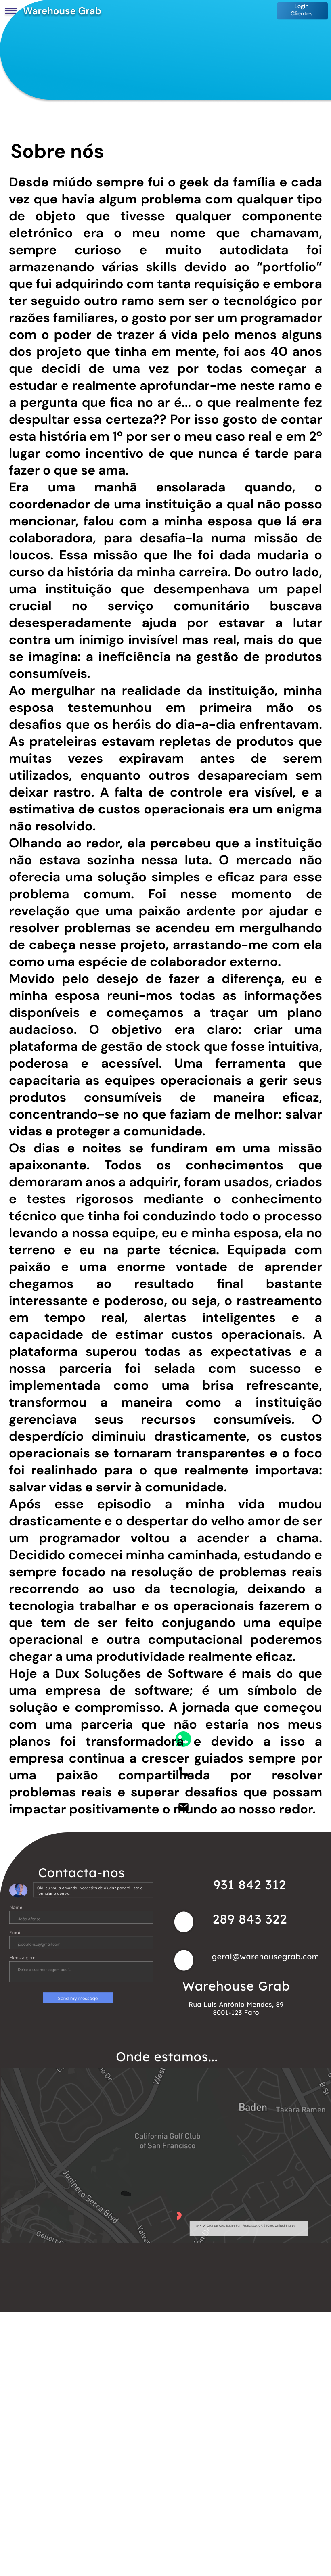 Warehouse Grab
Login
Clientes
Sobre nós
Desde miúdo sempre fui o geek da família e cada
vez que havia algum problema com qualquer tipo
de objeto que tivesse qualquer componente
eletrónico era o meu nome que chamavam,
sempre curioso e muito autodidata foi
armazenando várias skills devido ao “portfolio”
que fui adquirindo com tanta requisição e embora
ter seguido outro ramo sem ser o tecnológico por
razões familiares, o gosto por ser um programador
com o poder de trazer á vida pelo menos alguns
dos projeto que tinha em mente, foi aos 40 anos
que decidi de uma vez por todas começar a
estudar e realmente aprofundar-me neste ramo e
a pergunta que fica no ar é... o que realmente fez
despultar essa certeza?? Por isso gosto de contar
esta história em 1º por ser o meu caso real e em 2º
lugar como incentivo de que nunca é tarde para
fazer o que se ama.
Era uma manhã ensolarada quando, o
coordenador de uma instituição a qual não posso
mencionar, falou com a minha esposa que lá era
colaboradora, para desafia-la numa missão de
loucos. Essa missão que lhe foi dada mudaria o
curso da história da minha carreira. Do outro lado,
uma instituição que desempenhava um papel
crucial no serviço comunitário buscava
desesperadamente ajuda por estavar a lutar
contra um inimigo invisível mas real, mais do que
se imagina: a ineficiência na gestão de produtos
consumíveis.
Ao mergulhar na realidade da instituição, minha
esposa testemunhou em primeira mão os
desafios que os heróis do dia-a-dia enfrentavam.
As prateleiras estavam repletas de produtos que
muitas vezes expiravam antes de serem
utilizados, enquanto outros desapareciam sem
deixar rastro. A falta de controle era visível, e a
estimativa de custos operacionais era um enigma
não resolvido.
Olhando ao redor, ela percebeu que a instituição
não estava sozinha nessa luta. O mercado não
oferecia uma solução simples e eficaz para esse
problema comum. Foi nesse momento de
revelação que uma paixão ardente por ajudar e
resolver problemas se acendeu em mergulhando
de cabeça nesse projeto, arrastando-me com ela
como uma espécie de colaborador externo.
Movido pelo desejo de fazer a diferença, eu e
minha esposa reuni-mos todas as informações
disponíveis e começamos a traçar um plano
audacioso. O objetivo era claro: criar uma
plataforma de gestão de stock que fosse intuitiva,
poderosa e acessível. Uma ferramenta que
capacitaria as equipes operacionais a gerir seus
produtos consumíveis de maneira eficaz,
concentrando-se no que faziam de melhor: salvar
vidas e proteger a comunidade.
Os dias e noites se fundiram em uma missão
apaixonante. Todos os conhecimentos que
demoraram anos a adquirir, foram usados, criados
e testes rigorosos mediante o conhecimento
técnico que tinha foi conduzindo todo o processo
levando a nossa equipe, eu e minha esposa, ela no
terreno e eu na parte técnica. Equipada com
paixão e uma enorme vontade de aprender
chegamos ao resultado final bastante
interessante e poderoso, ou seja, o rastreamento
em tempo real, alertas inteligentes e a
capacidade de estimar custos operacionais. A
plataforma superou todas as expectativas e a
nossa parceria foi selada com sucesso e
implementada como uma brisa refrescante,
transformou a maneira como a instituição
gerenciava seus recursos consumíveis. O
desperdício diminuiu drasticamente, os custos
operacionais se tornaram transparentes e o foco
foi realinhado para o que realmente importava:
salvar vidas e servir à comunidade.
Após esse episodio a minha vida mudou
drasticamente e o despertar do velho amor de ser
um programador voltou a acender a chama.
Decidido comecei minha caminhada, estudando e
sempre focado na resolução de problemas reais
recorrendo ao uso da tecnologia, deixando a
tecnologia trabalhar e os operacionais fazerem o
que tem de ser feito conjugando uma equipe
operacional e outra computacional poderemos
chegar a uma produtividade realmente eficaz.
Hoje a Dux Soluções de Software é mais do que
uma empresa de software; é um símbolo de
solução e compromisso. A jornada que começou
com uma parceria que não estaria nos meus
planos foi transformadora e devido isso a
empresa continua a crescer, guiado sempre por
uma paixão compartilhada por resolver
problemas reais e superar desafios que possam
impactar positivamente o mundo ao nosso redor.
Contacta-nos
Olá, eu sou a Amanda. Necessita de ajuda? poderá usar o
formulário abaixo:
Nome
Email
Menssagem
Send my message
931 842 312
289 843 322
geral@warehousegrab.com
Warehouse Grab
Rua Luís António Mendes, 89
8001-123 Faro
Onde estamos...
Baden
Takara Ramen
California Golf Club
of San Francisco
Junipero Serra Blvd